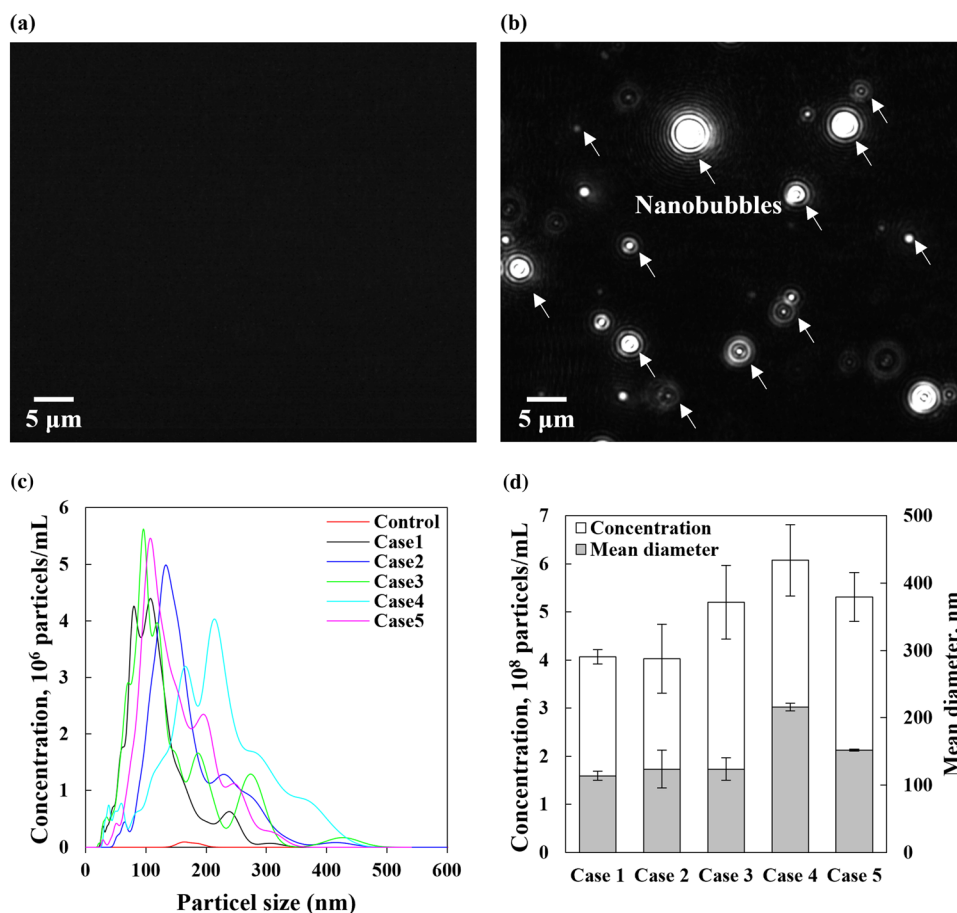 (a)
(b)
Nanobubbles
5 μm
5 μm
(c)
(d)
6
5
4
3
2
1
0
0
100
200
300
400
500
600
Concentration, 10⁶ particels/mL
Particel size (nm)
Control
Case1
Case2
Case3
Case4
Case5
7
6
5
4
3
2
1
0
500
400
300
200
100
0
Concentration, 10⁸ particels/mL
Mean diameter, nm
Concentration
Mean diameter
Case 1
Case 2
Case 3
Case 4
Case 5